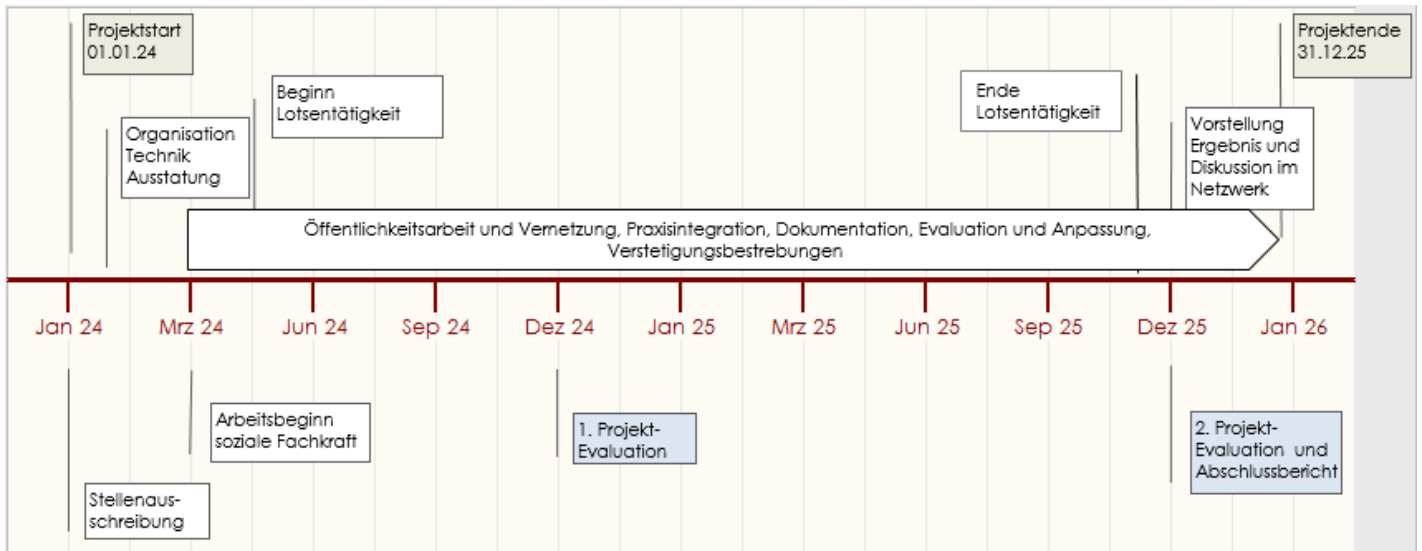 Projektstart
01.01.24
Projektende
31.12.25
Beginn
Lotsentätigkeit
Ende
Lotsentätigkeit
Organisation
Technik
Ausstatung
Vorstellung
Ergebnis und
Diskussion im
Netzwerk
Öffentlichkeitsarbeit und Vernetzung, Praxisintegration, Dokumentation, Evaluation und Anpassung,
Verstetigungsbestrebungen
Jan 24 Mrz 24 Jun 24 Sep 24 Dez 24 Jan 25 Mrz 25 Jun 25 Sep 25 Dez 25 Jan 26
Arbeitsbeginn
soziale Fachkraft
1. Projekt-
Evaluation
2. Projekt-
Evaluation und
Abschlussbericht
Stellenaus-
schreibung